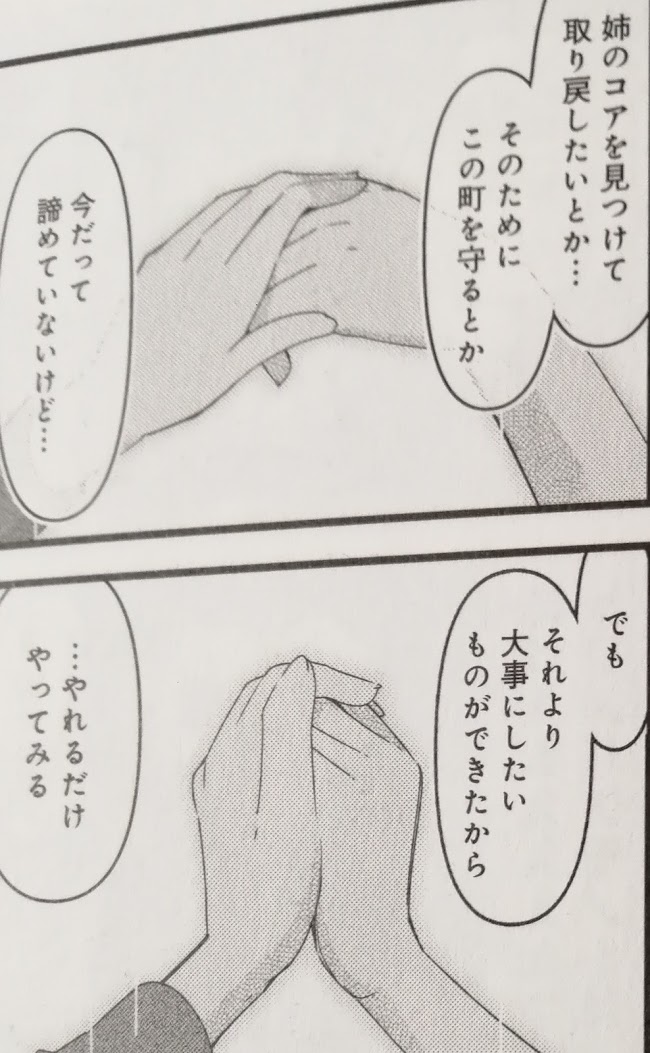 姉のコアを見つけて
取り戻したいとか…
そのために
この町を守るとか
今だって
諦めていないけど…
でも
それより
大事にしたい
ものができたから
…やれるだけ
やってみる